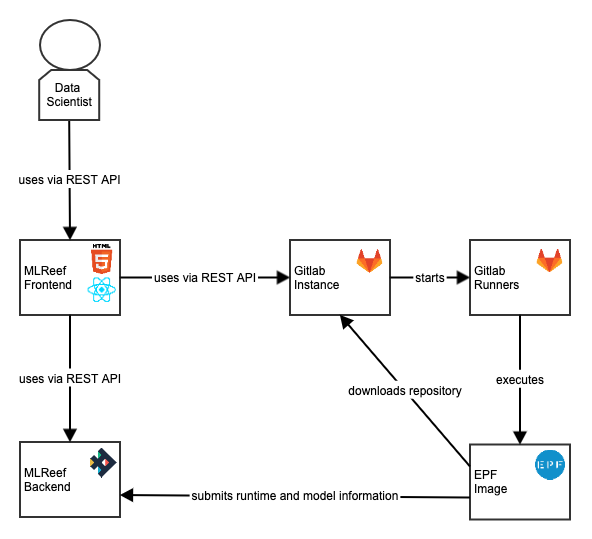 Data
Scientist
uses via REST API
MLReef
Frontend
HTML
5
uses via REST API
Gitlab
Instance
starts
Gitlab
Runners
uses via REST API
downloads repository
executes
MLReef
Backend
submits runtime and model information
EPF
Image
EPF